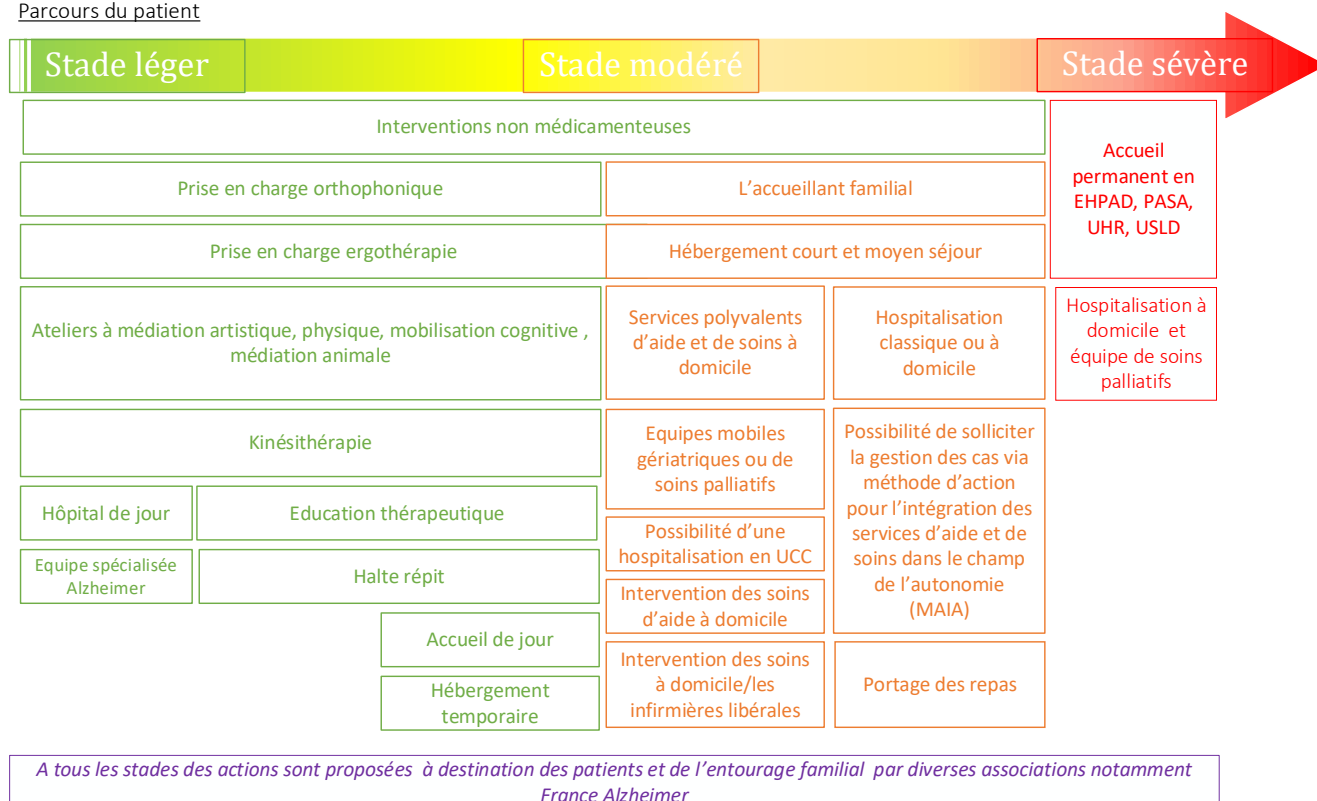 Parcours du patient
Stade léger
Stade modéré
Stade sévère
Interventions non médicamenteuses
Accueil
permanent en
EHPAD, PASA,
UHR, USLD
Prise en charge orthophonique
L'accueillant familial
Prise en charge ergothérapie
Hébergement court et moyen séjour
Ateliers à médiation artistique, physique, mobilisation cognitive ,
médiation animale
Services polyvalents
d'aide et de soins à
domicile
Hospitalisation
classique ou à
domicile
Hospitalisation à
domicile et
équipe de soins
palliatifs
Kinésithérapie
Equipes mobiles
gériatriques ou de
soins palliatifs
Possibilité de solliciter
la gestion des cas via
méthode d'action
pour l'intégration des
services d'aide et de
soins dans le champ
de l'autonomie
(MAIA)
Hôpital de jour
Education thérapeutique
Possibilité d'une
hospitalisation en UCC
Equipe spécialisée
Alzheimer
Halte répit
Intervention des soins
d'aide à domicile
Accueil de jour
Intervention des soins
à domicile/les
infirmières libérales
Portage des repas
Hébergement
temporaire
A tous les stades des actions sont proposées à destination des patients et de l'entourage familial par diverses associations notamment
France Alzheimer